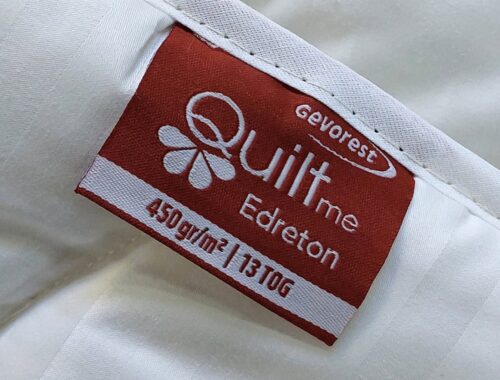 Gevorest
Quilt me
Edreton
450 gr/m² | 13 TOG